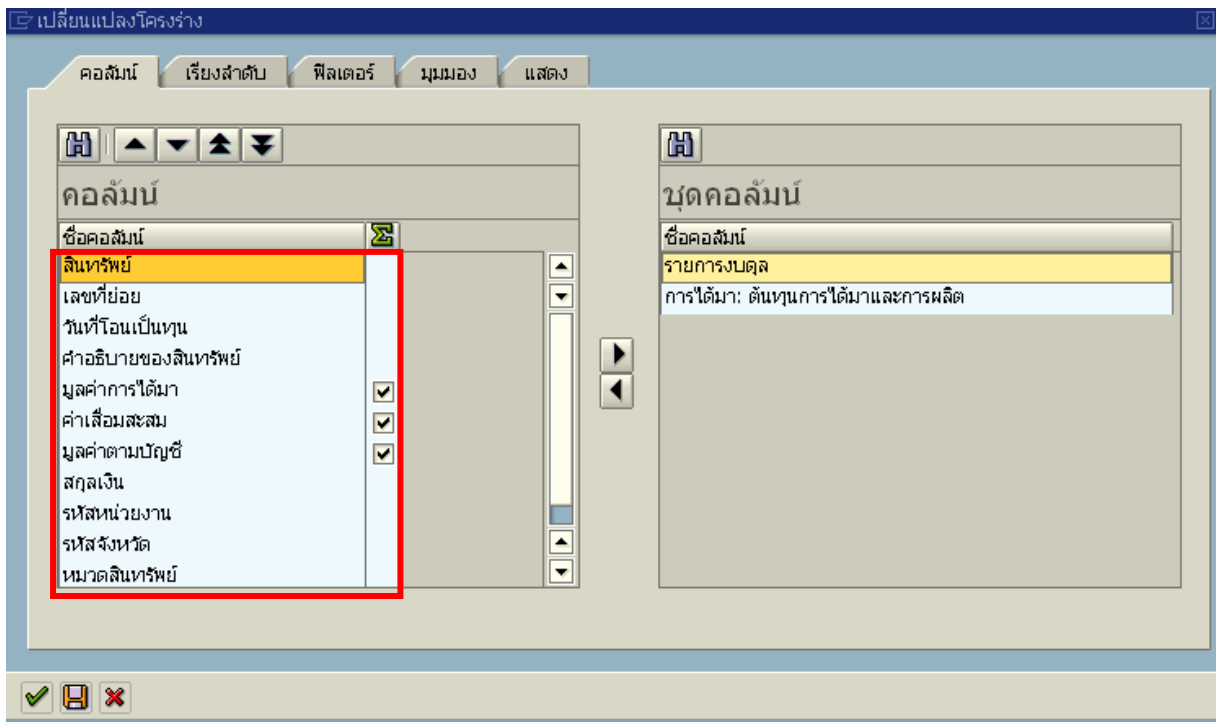 เปลี่ยนแปลงโครงร่าง
คอลัมน์ เรียงลำดับ ฟิลเตอร์ มุมมอง แสดง
คอลัมน์
ชื่อคอลัมน์
สินทรัพย์
เลขที่ย่อย
วันที่โอนเป็นทุน
คำอธิบายของสินทรัพย์
มูลค่าการได้มา
ค่าเสื่อมสะสม
มูลค่าตามบัญชี
สกุลเงิน
รหัสหน่วยงาน
รหัสจังหวัด
หมวดสินทรัพย์
ชุดคอลัมน์
ชื่อคอลัมน์
รายการงบดุล
การได้มา: ต้นทุนการได้มาและการผลิต